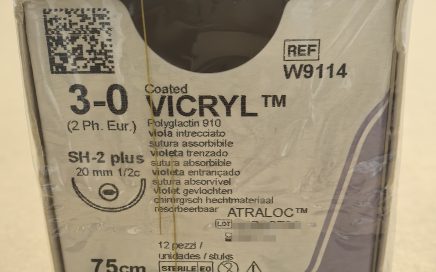 REF
W9114
3-0
(2 Ph. Eur.)
Coated
VICRYL™
Polyglactin 910
viola intrecciato
sutura assorbibile
violeta trenzado
sutura absorbible
violeta entrançado
sutura absorvível
violet gevlochten
chirurgisch hechtmateriaal
resorbeerbaar
SH-2 plus
20 mm 1/2c
ATRALOC™
LOT
12 pezzi /
unidades / stuks
75cm
STERILE EO